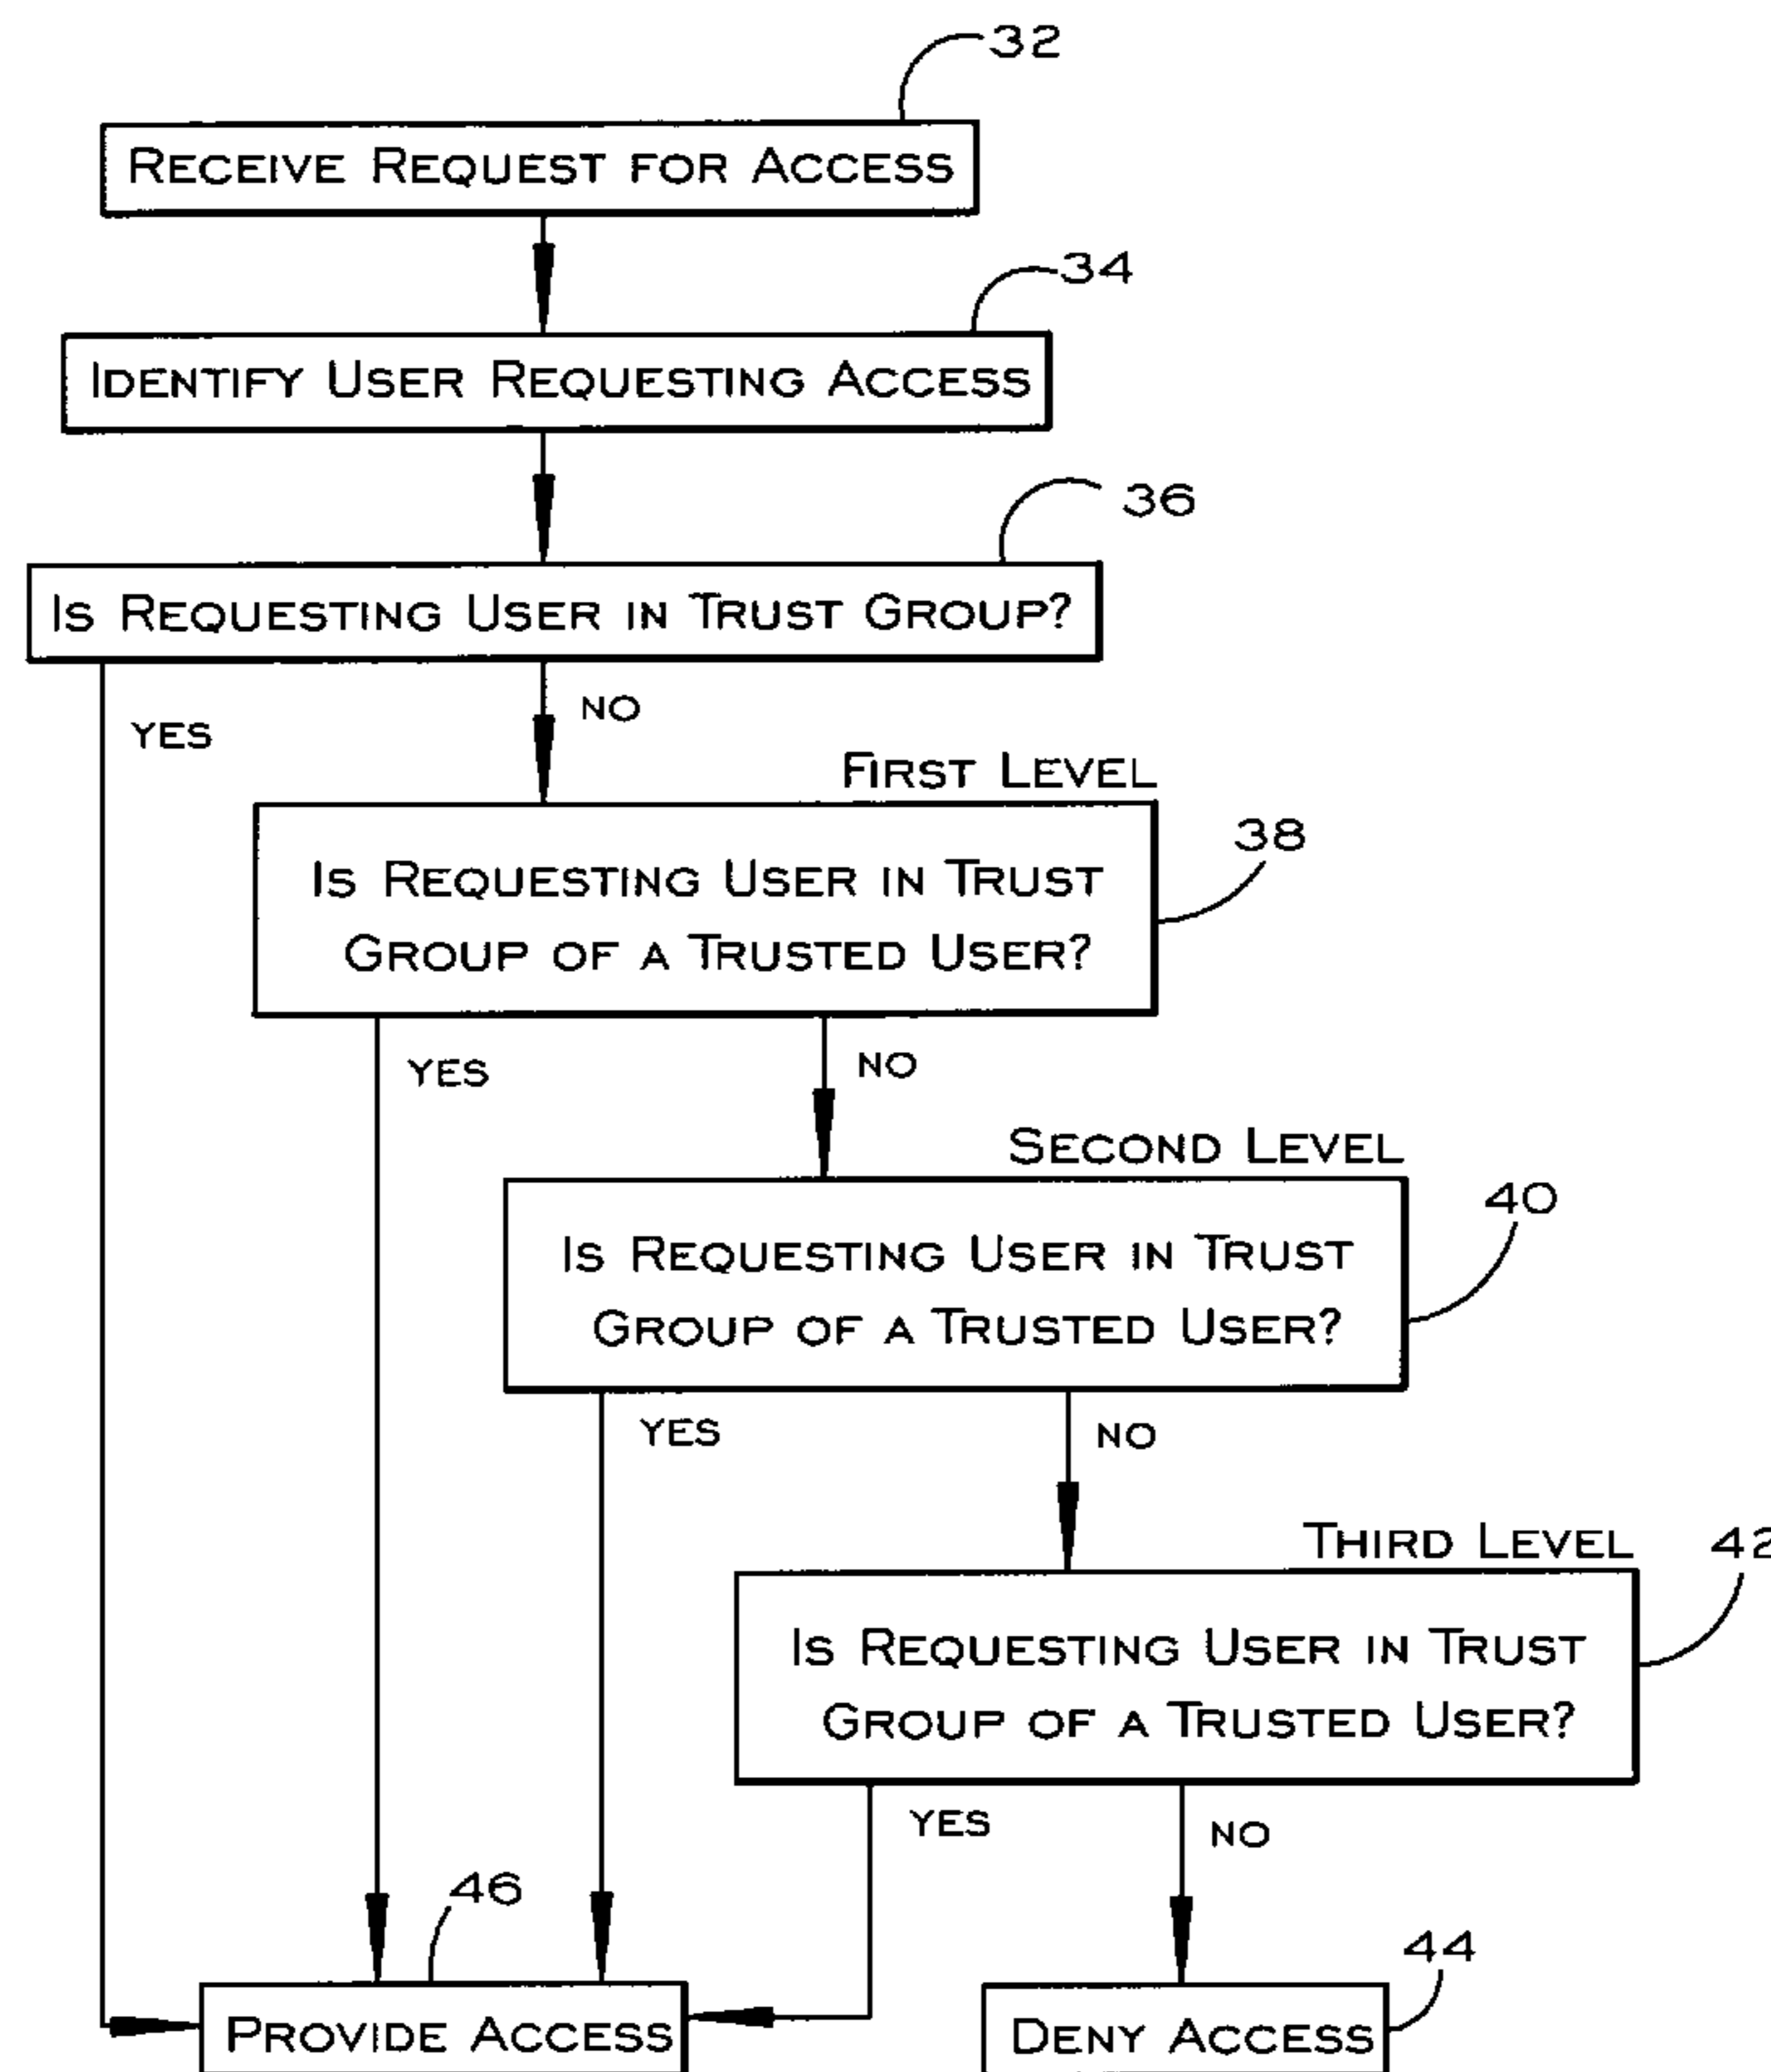 32
Receive Request for Access
34
Identify User Requesting Access
36
Is Requesting User in Trust Group?
YES
NO
First Level
38
Is Requesting User in Trust
Group of a Trusted User?
YES
NO
Second Level
40
Is Requesting User in Trust
Group of a Trusted User?
YES
NO
Third Level
42
Is Requesting User in Trust
Group of a Trusted User?
YES
NO
46
44
Provide Access
Deny Access